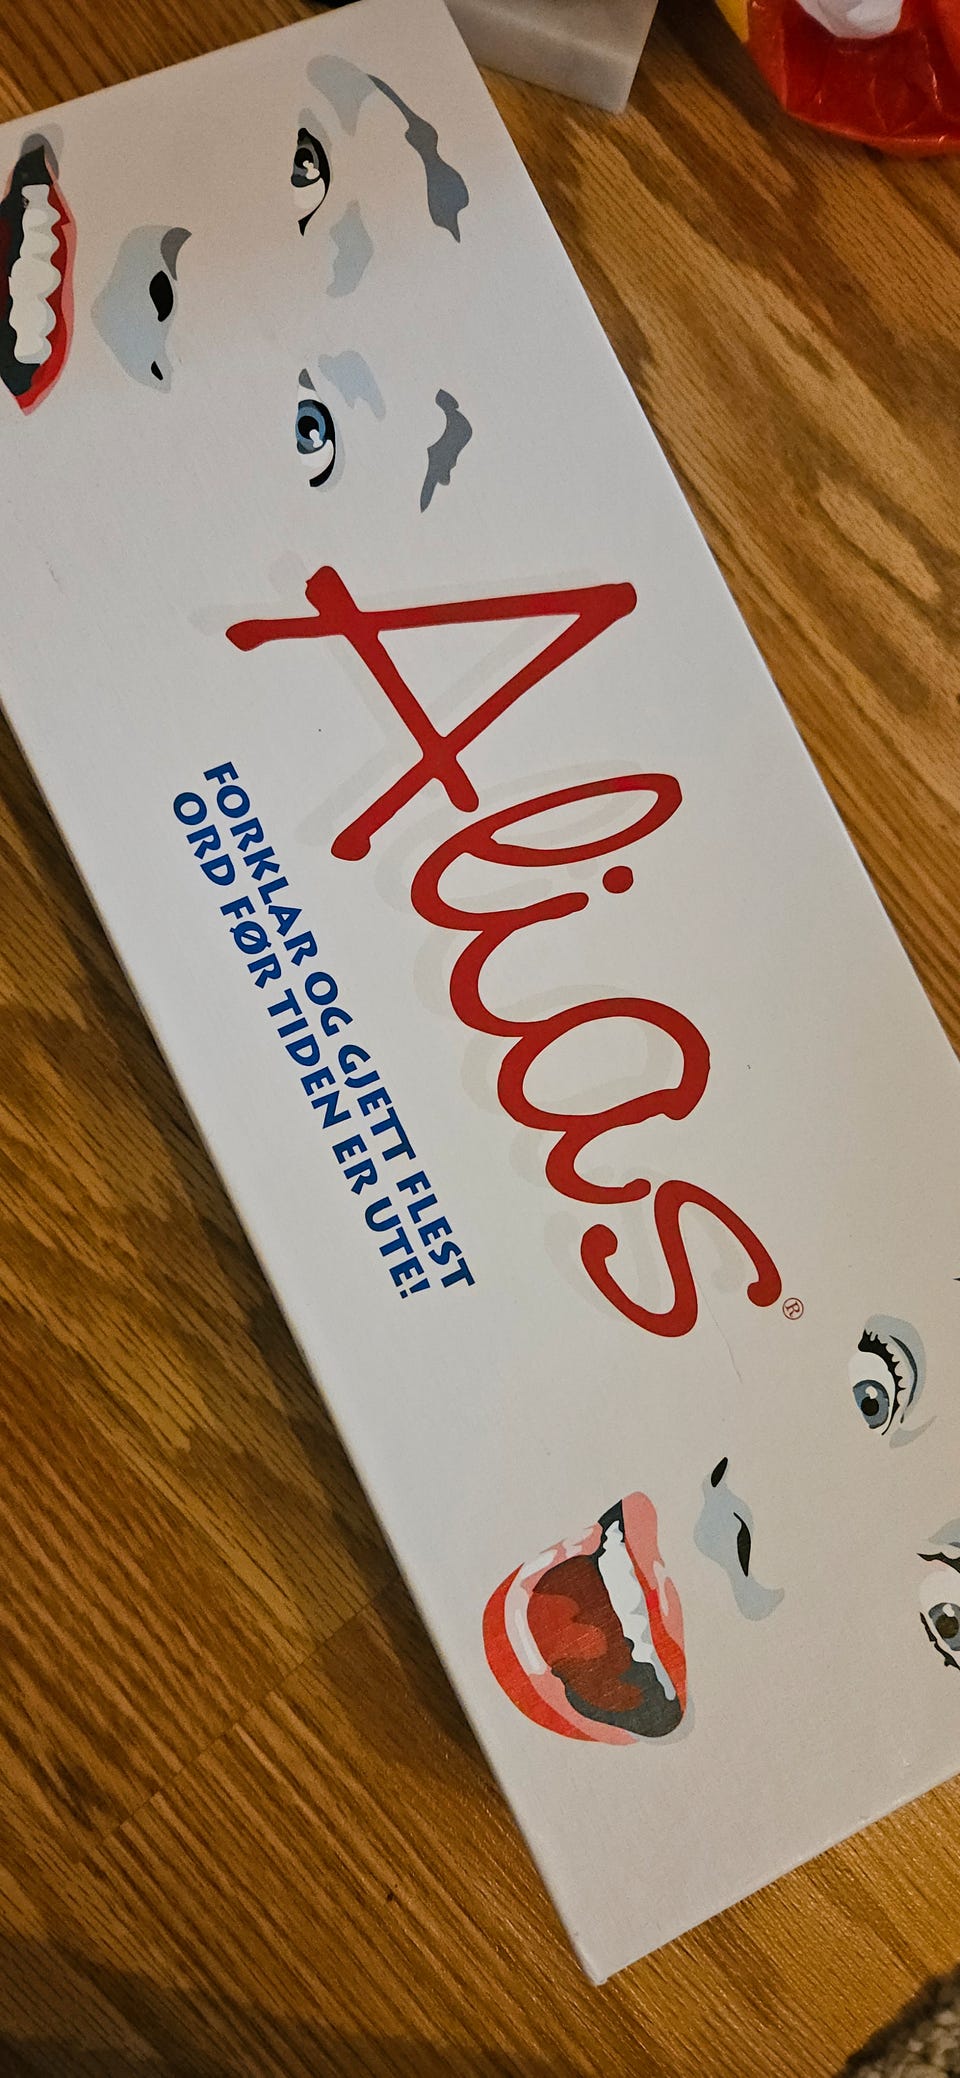 Alias®
FORKLAR OG GJETT FLEST
ORD FØR TIDEN ER UTE!